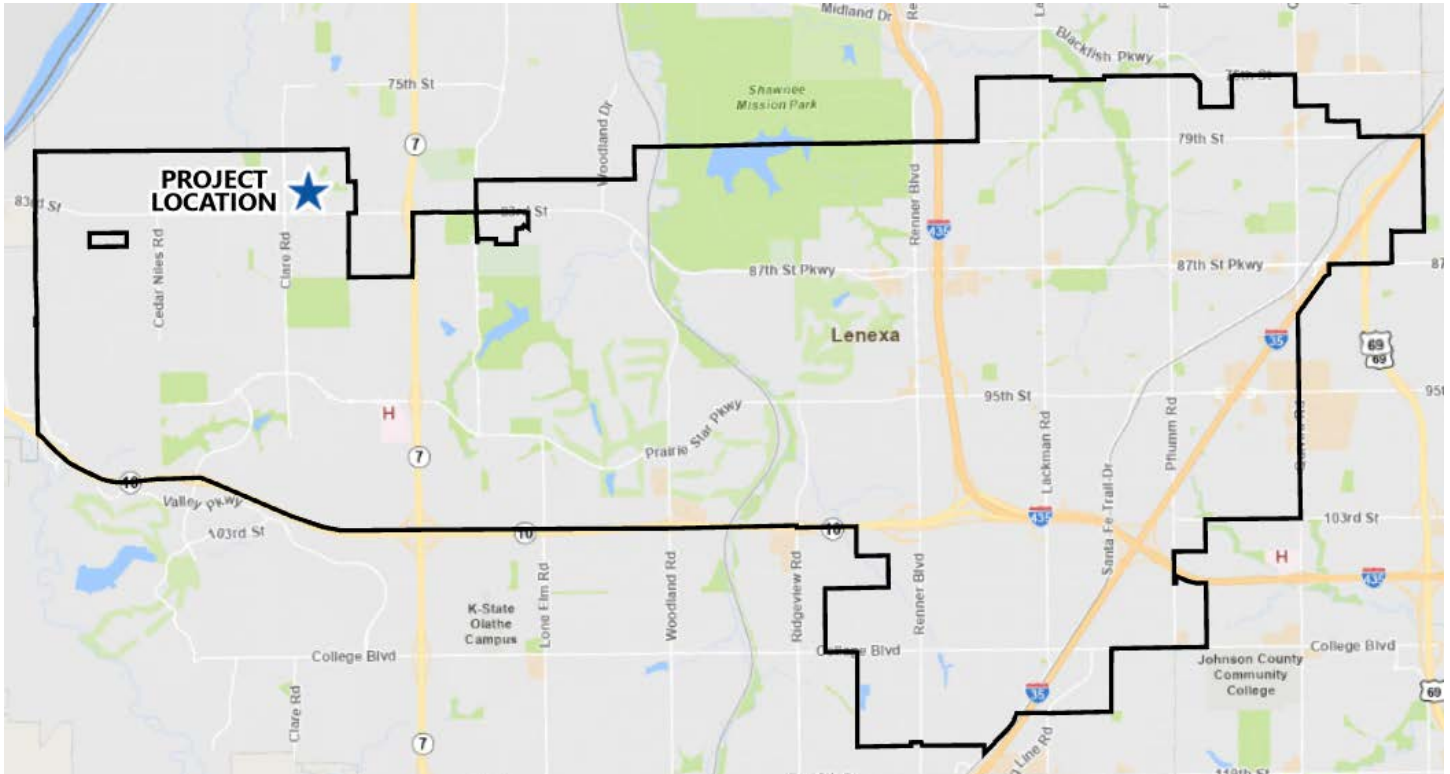 Midland Dr
Blackfish Pkwy
75th St
75th St
Shawnee
Mission Park
7
79th St
Woodland Dr
Renner Blvd
PROJECT
LOCATION
83rd St
83rd St
435
87th St Pkwy
87th St Pkwy
Cedar Niles Rd
Clare Rd
Lenexa
35
69
69
95th St
H
Prairie Star Pkwy
Lackman Rd
Pflumm Rd
7
10
Valley Pkwy
103rd St
10
10
435
Santa Fe Trail Dr
103rd St
H
435
K-State
Olathe
Campus
Lone Elm Rd
Woodland Rd
Ridgeview Rd
Renner Blvd
College Blvd
College Blvd
College Blvd
Johnson County
Community
College
Clare Rd
35
69
7
119th St